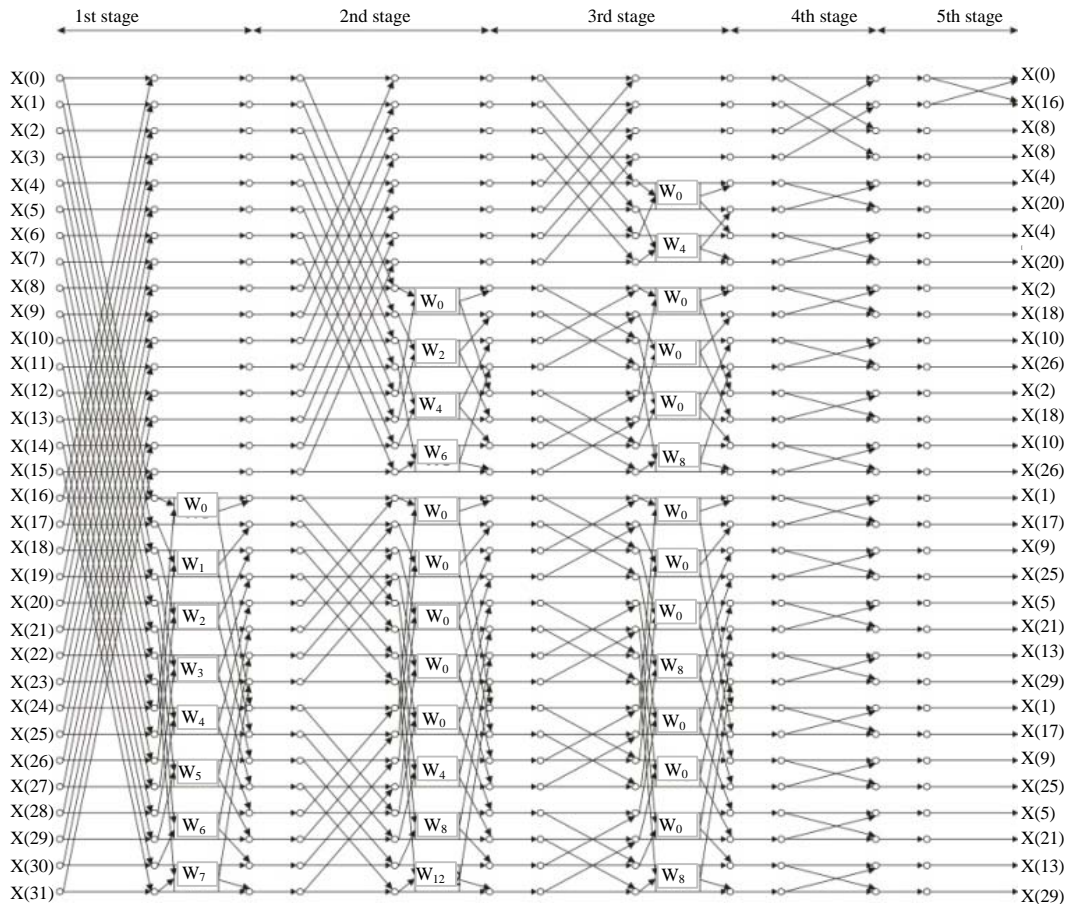 1st stage 2nd stage 3rd stage 4th stage 5th stage
X(0) X(0)
X(1) X(16)
X(2) X(8)
X(3) X(8)
X(4) W0 X(4)
X(5) X(20)
X(6) W4 X(4)
X(7) X(20)
X(8) W0 W0 X(2)
X(9) X(18)
X(10) W2 W0 X(10)
X(11) X(26)
X(12) W4 W0 X(2)
X(13) X(18)
X(14) W6 W8 X(10)
X(15) X(26)
X(16) W0 W0 W0 X(1)
X(17) X(17)
X(18) W1 W0 W0 X(9)
X(19) X(25)
X(20) W2 W0 W0 X(5)
X(21) X(21)
X(22) W3 W0 W8 X(13)
X(23) X(29)
X(24) W4 W0 W0 X(1)
X(25) X(17)
X(26) W5 W4 W0 X(9)
X(27) X(25)
X(28) W6 W8 W0 X(5)
X(29) X(21)
X(30) W7 W12 W8 X(13)
X(31) X(29)